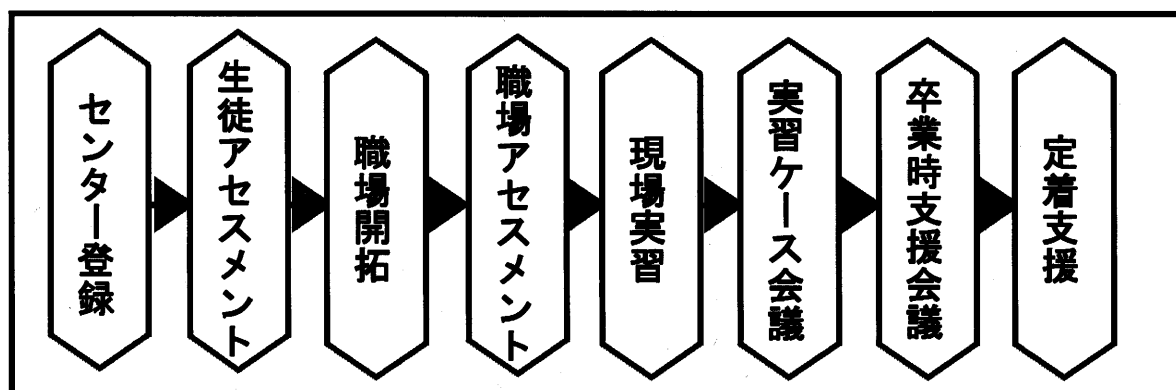 センター登録
生徒アセスメント
職場開拓
職場アセスメント
現場実習
実習ケース会議
卒業時支援会議
定着支援